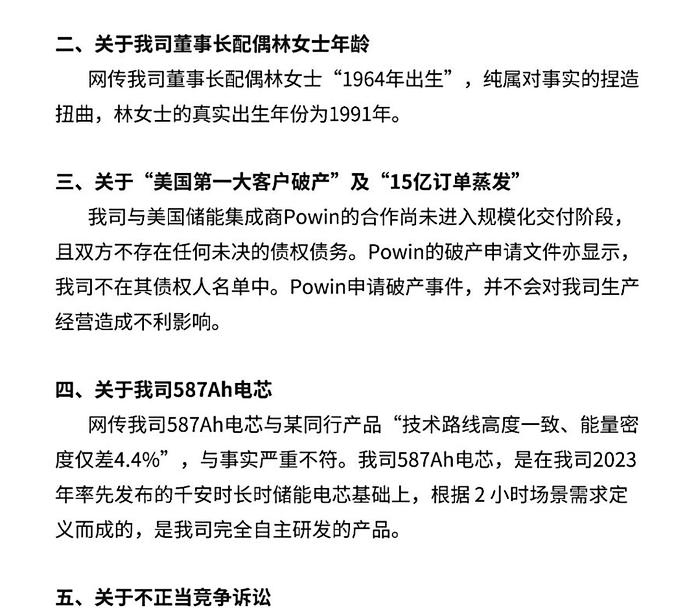 二、关于我司董事长配偶林女士年龄
网传我司董事长配偶林女士“1964年出生”，纯属对事实的捏造
扭曲，林女士的真实出生年份为1991年。
三、关于“美国第一大客户破产”及“15亿订单蒸发”
我司与美国储能集成商Powin的合作尚未进入规模化交付阶段，
且双方不存在任何未决的债权债务。Powin的破产申请文件亦显示，
我司不在其债权人名单中。Powin申请破产事件，并不会对我司生产
经营造成不利影响。
四、关于我司587Ah电芯
网传我司587Ah电芯与某同行产品“技术路线高度一致、能量密
度仅差4.4%”，与事实严重不符。我司587Ah电芯，是在我司2023
年率先发布的千安时长时储能电芯基础上，根据 2 小时场景需求定
义而成的，是我司完全自主研发的产品。
五、关于不正当竞争诉讼